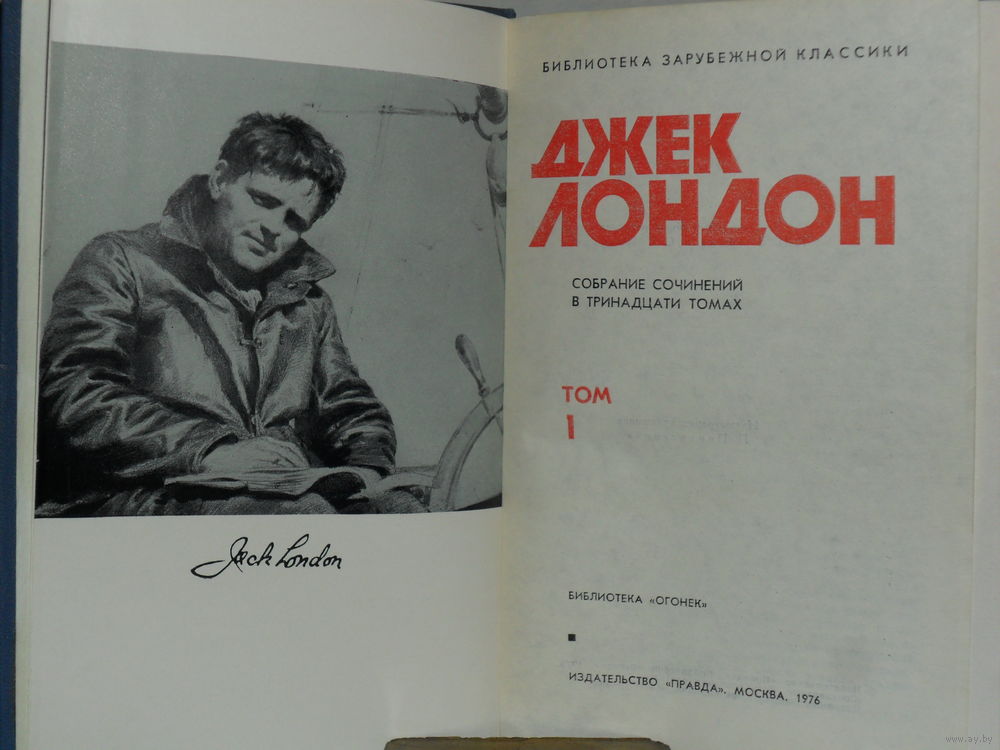 Jack London
БИБЛИОТЕКА ЗАРУБЕЖНОЙ КЛАССИКИ
ДЖЕК
ЛОНДОН
СОБРАНИЕ СОЧИНЕНИЙ
В ТРИНАДЦАТИ ТОМАХ
ТОМ
I
БИБЛИОТЕКА «ОГОНЕК»
ИЗДАТЕЛЬСТВО «ПРАВДА». МОСКВА. 1976
www.ay.by